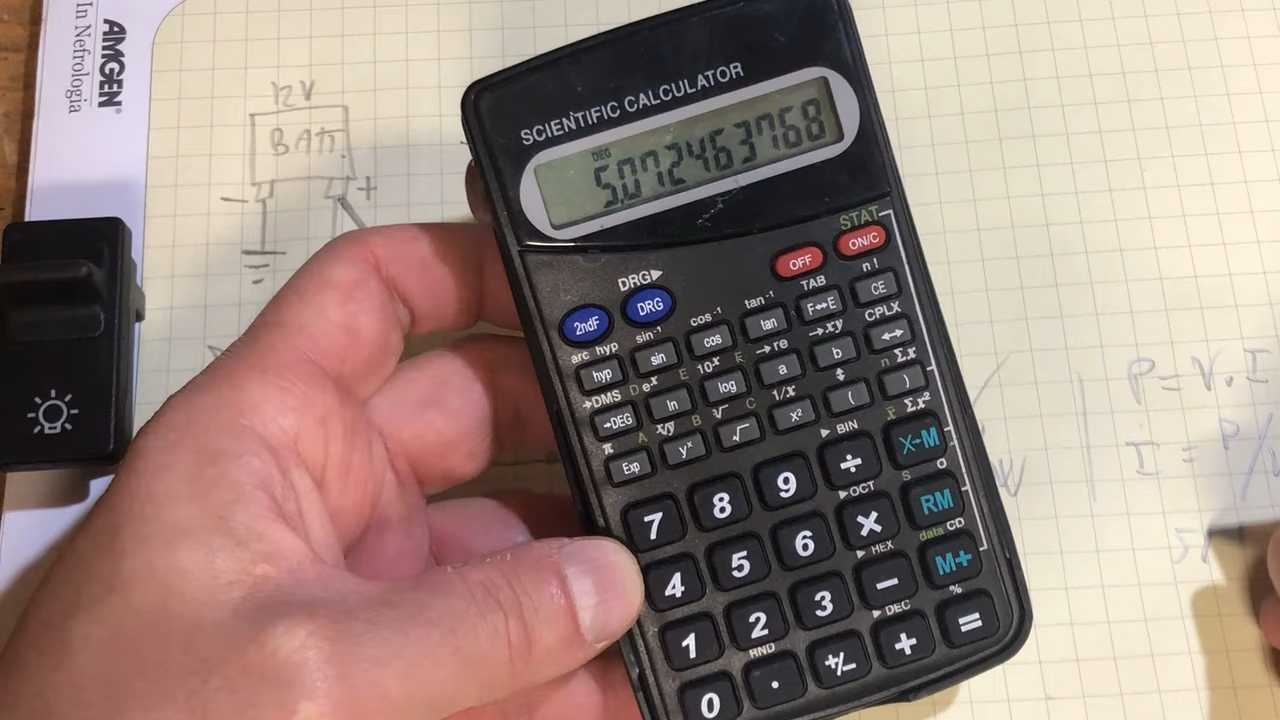 AMGEN®
In Nefrologia
12V
BATT.
- +
SCIENTIFIC CALCULATOR
DEG
5.072463768
STAT
OFF ON/C
DRG▶
2ndF DRG
TAB n!
F↔E CE
sin⁻¹ cos⁻¹ tan⁻¹ →xy CPLX
arc hyp
hyp sin cos tan b ↔
→DMS D eˣ E 10ˣ F →re n Σx
→DEG ln log a ( )
π A x√y B ³√ C 1/x x̄ Σx²
Exp yˣ √ x² X→M
▶BIN S σ
7 8 9 ÷ RM
▶OCT data CD
4 5 6 × M+
▶HEX %
1 2 3 − =
RND ▶DEC
0 . +/− +
P = V.I
I = P/